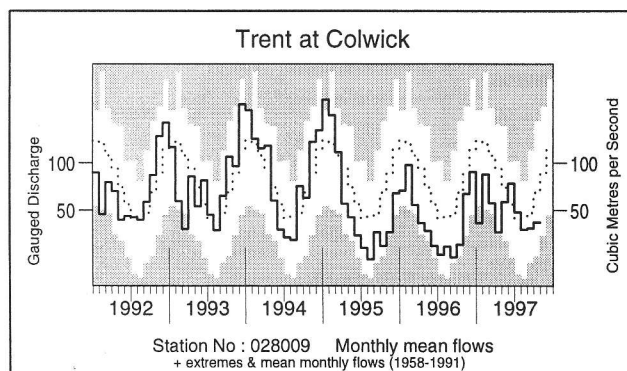 Trent at Colwick
Gauged Discharge
100
50
100
50
Cubic Metres per Second
1992 1993 1994 1995 1996 1997
Station No : 028009 Monthly mean flows
+ extremes & mean monthly flows (1958-1991)